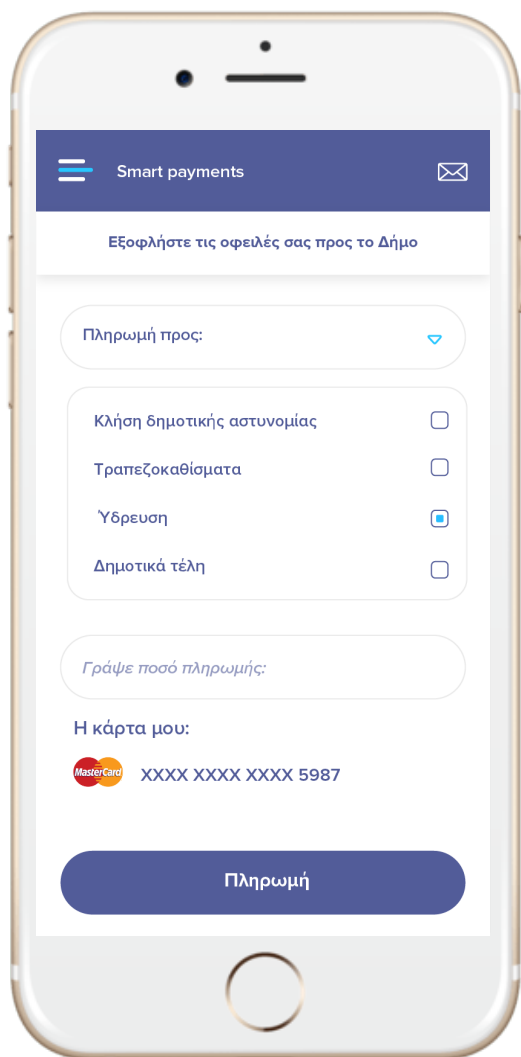 Smart payments
Εξοφλήστε τις οφειλές σας προς το Δήμο
Πληρωμή προς:
Κλήση δημοτικής αστυνομίας
Τραπεζοκαθίσματα
Ύδρευση
Δημοτικά τέλη
Γράψε ποσό πληρωμής:
Η κάρτα μου:
MasterCard XXXX XXXX XXXX 5987
Πληρωμή